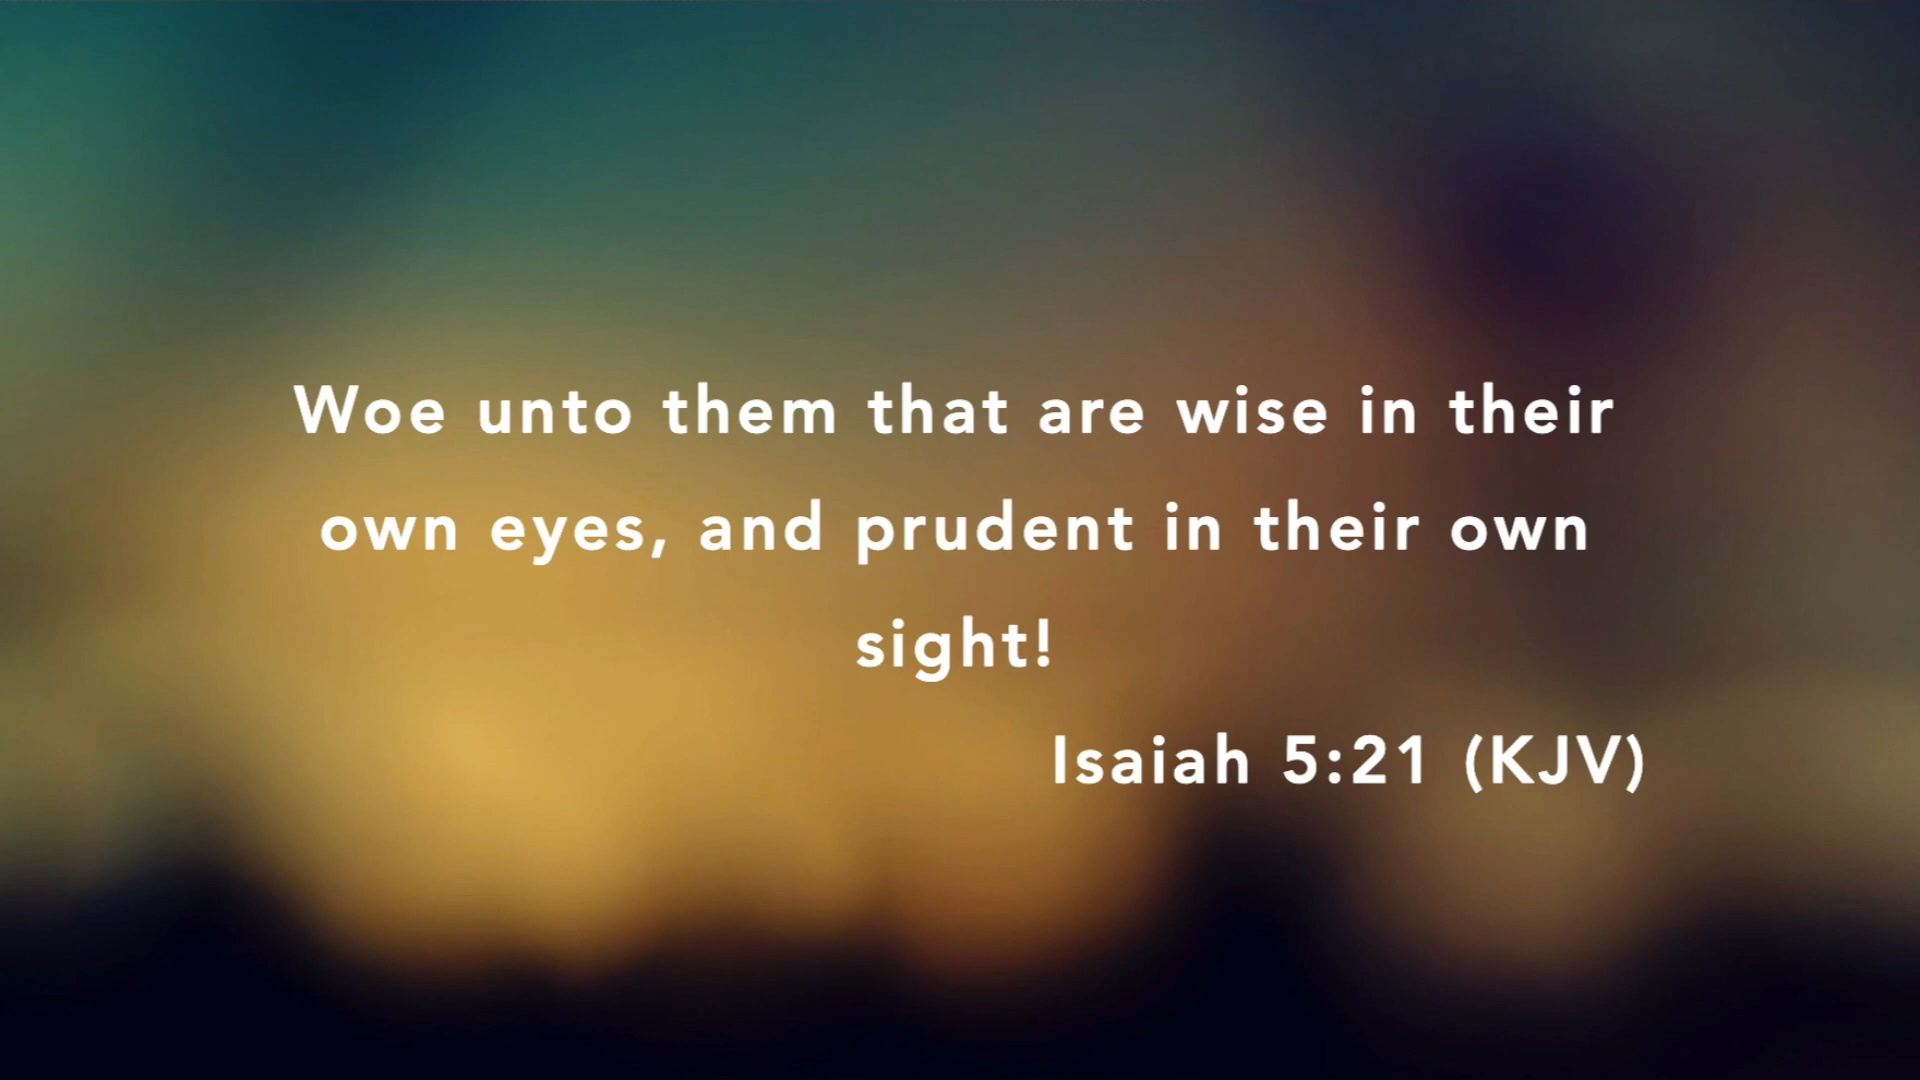 Woe unto them that are wise in their
own eyes, and prudent in their own
sight!
Isaiah 5:21 (KJV)